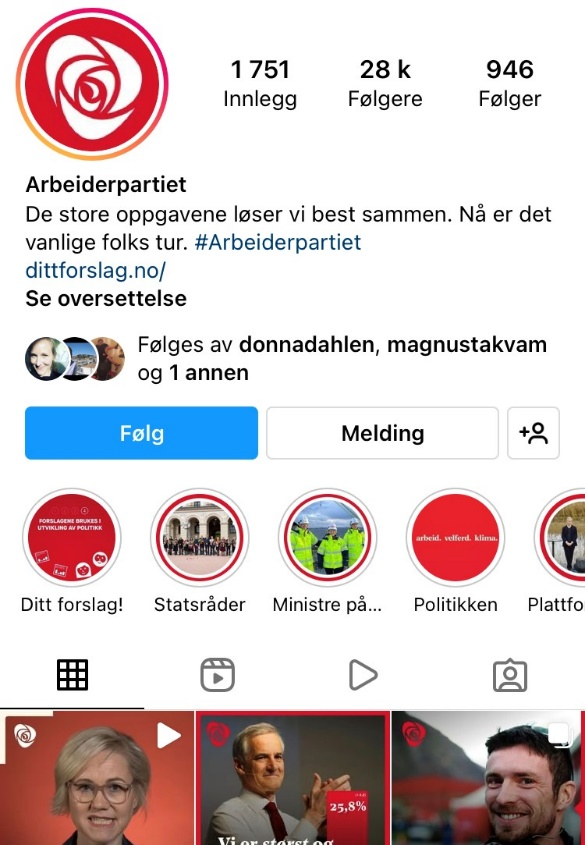 1 751
28 k
946
Innlegg
Følgere
Følger
Arbeiderpartiet
De store oppgavene løser vi best sammen. Nå er det
vanlige folks tur. #Arbeiderpartiet
dittforslag.no/
Se oversettelse
Følges av donnadahlen, magnustakvam
og 1 annen
Følg
Melding
FORSLAGENE BRUKES I
UTVIKLING AV POLITIKK
arbeid. velferd. klima.
Ditt forslag!
Statsråder
Ministre på...
Politikken
Plattfo
25,8%
Vi er størst og